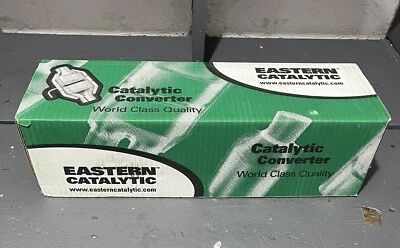 Catalytic
Converter
World Class Quality
EASTERN™
CATALYTIC
www.easterncatalytic.com
EASTERN
CATALYTIC
www.easterncatalytic.com
Catalytic
Converter
World Class Quality